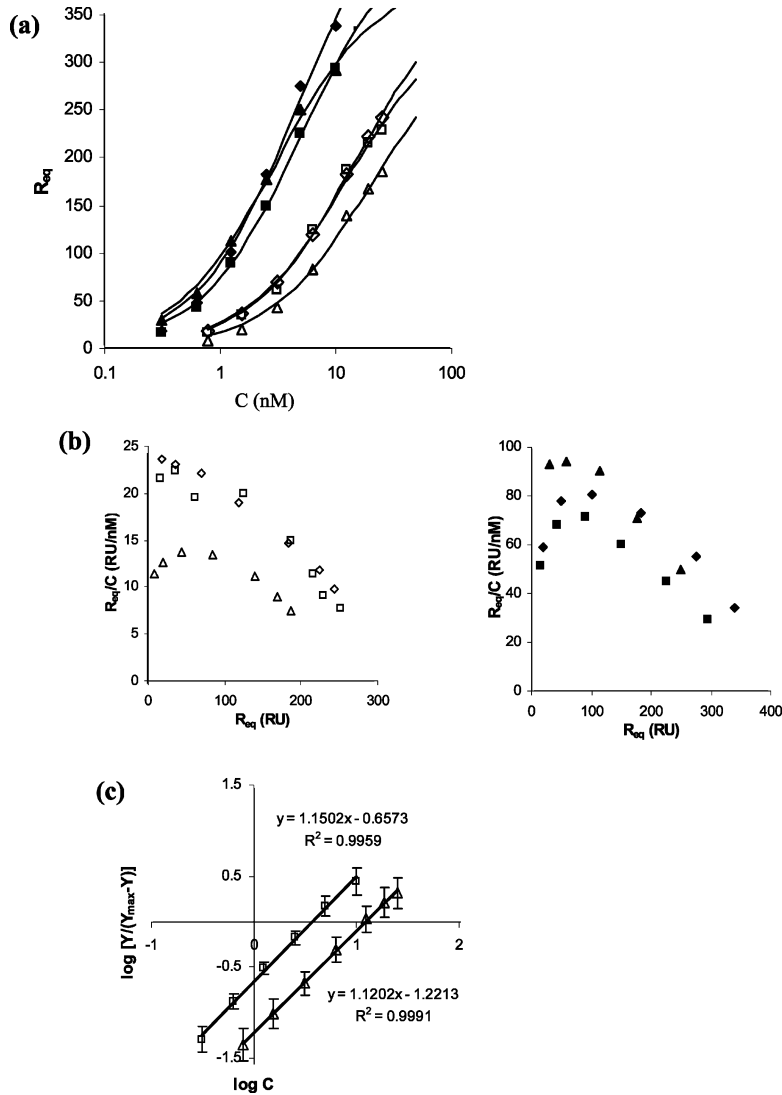 (a)
350
300
250
200
150
100
50
0
Req
0.1 1 10 100
C (nM)
(b)
25
20
15
10
5
0
Req/C (RU/nM)
0 100 200 300
Req (RU)
100
80
60
40
20
0
Req/C (RU/nM)
0 100 200 300 400
Req (RU)
(c)
1.5
y = 1.1502x - 0.6573
R² = 0.9959
0.5
log [Y/(Ymax-Y)]
-1 0 1 2
-0.5
y = 1.1202x - 1.2213
R² = 0.9991
-1.5
log C